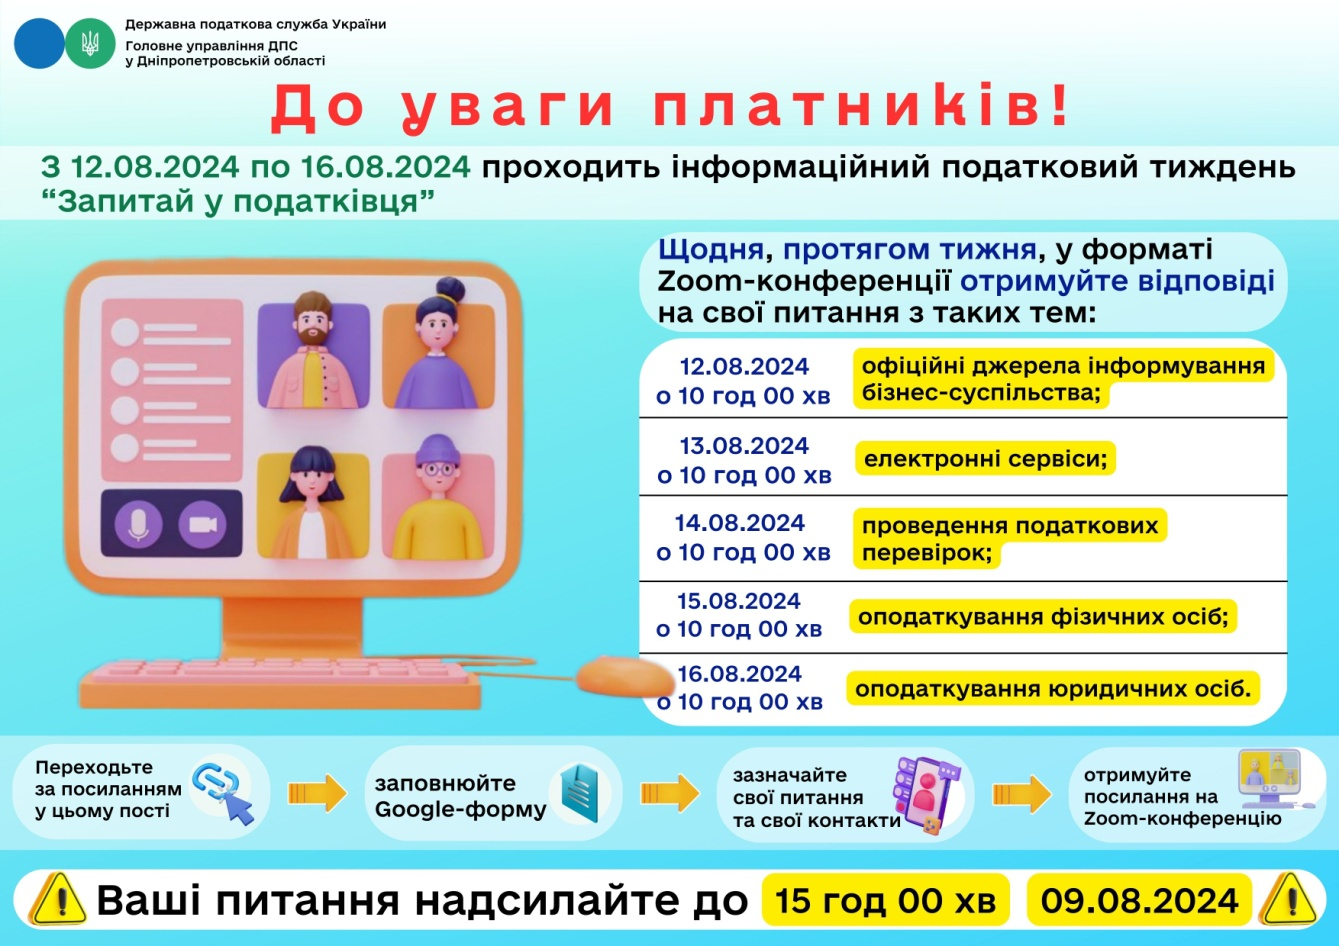 Державна податкова служба України
Головне управління ДПС
у Дніпропетровській області
До уваги платників!
З 12.08.2024 по 16.08.2024 проходить інформаційний податковий тиждень
“Запитай у податківця”
Щодня, протягом тижня, у форматі
Zoom-конференції отримуйте відповіді
на свої питання з таких тем:
12.08.2024
о 10 год 00 хв
офіційні джерела інформування
бізнес-суспільства;
13.08.2024
о 10 год 00 хв
електронні сервіси;
14.08.2024
о 10 год 00 хв
проведення податкових
перевірок;
15.08.2024
о 10 год 00 хв
оподаткування фізичних осіб;
16.08.2024
о 10 год 00 хв
оподаткування юридичних осіб.
Переходьте
за посиланням
у цьому пості
заповнюйте
Google-форму
зазначайте
свої питання
та свої контакти
отримуйте
посилання на
Zoom-конференцію
Ваші питання надсилайте до 15 год 00 хв 09.08.2024